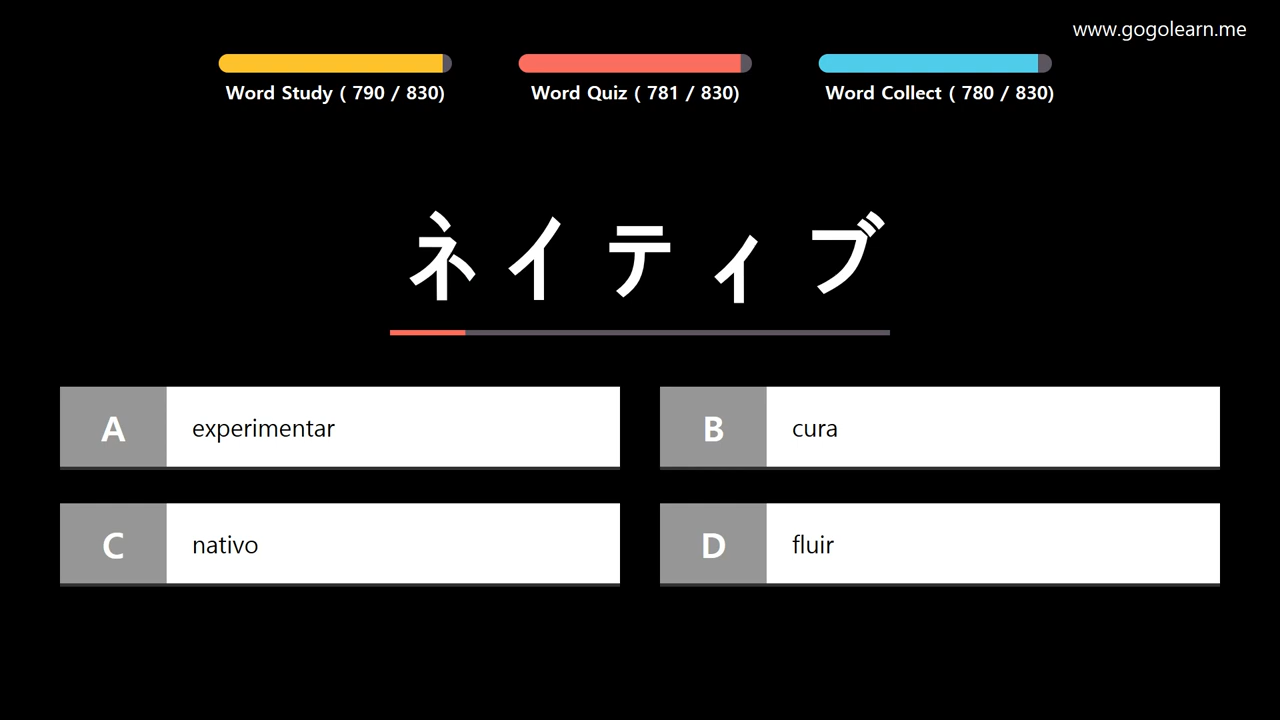 www.gogolearn.me
Word Study ( 790 / 830)
Word Quiz ( 781 / 830)
Word Collect ( 780 / 830)
ネイティブ
A experimentar
B cura
C nativo
D fluir